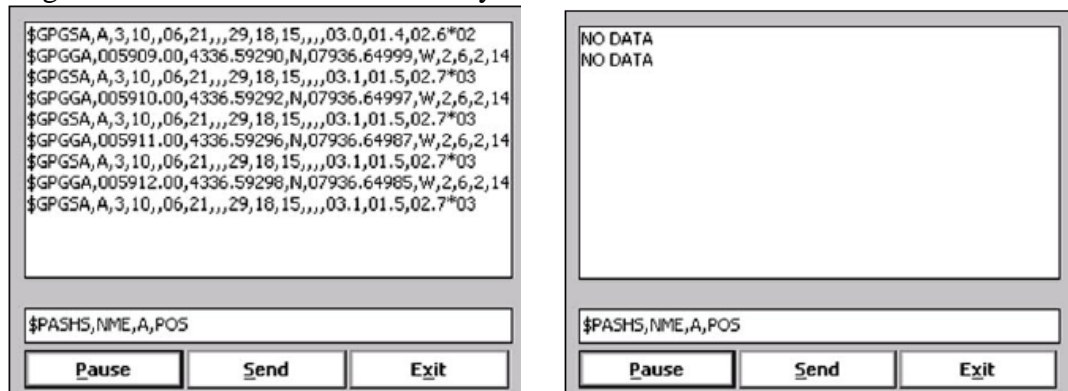 $GPGSA,A,3,10,,06,21,,,29,18,15,,,,03.0,01.4,02.6*02
$GPGGA,005909.00,4336.59290,N,07936.64999,W,2,6,2,14
$GPGSA,A,3,10,,06,21,,,29,18,15,,,,03.1,01.5,02.7*03
$GPGGA,005910.00,4336.59292,N,07936.64997,W,2,6,2,14
$GPGSA,A,3,10,,06,21,,,29,18,15,,,,03.1,01.5,02.7*03
$GPGGA,005911.00,4336.59296,N,07936.64987,W,2,6,2,14
$GPGSA,A,3,10,,06,21,,,29,18,15,,,,03.1,01.5,02.7*03
$GPGGA,005912.00,4336.59298,N,07936.64985,W,2,6,2,14
$GPGSA,A,3,10,,06,21,,,29,18,15,,,,03.1,01.5,02.7*03
$PASHS,NME,A,POS
Pause Send Exit
NO DATA
NO DATA
$PASHS,NME,A,POS
Pause Send Exit